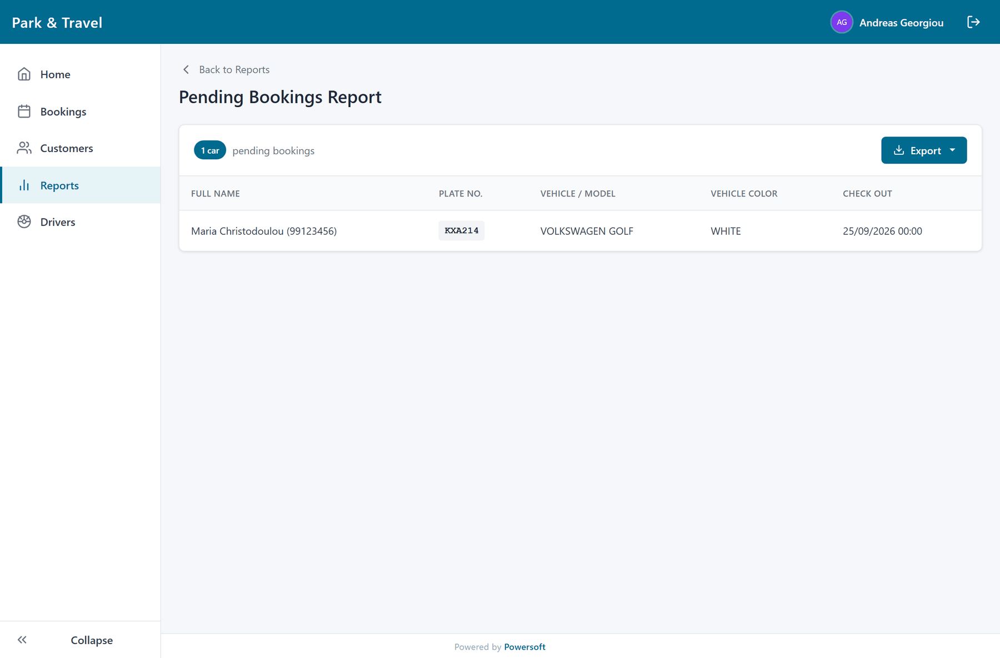 Park & Travel
AG
Andreas Georgiou
Home
Bookings
Customers
Reports
Drivers
Collapse
Back to Reports
Pending Bookings Report
1 car pending bookings
Export
FULL NAME PLATE NO. VEHICLE / MODEL VEHICLE COLOR CHECK OUT
Maria Christodoulou (99123456) KXA214 VOLKSWAGEN GOLF WHITE 25/09/2026 00:00
Powered by Powersoft